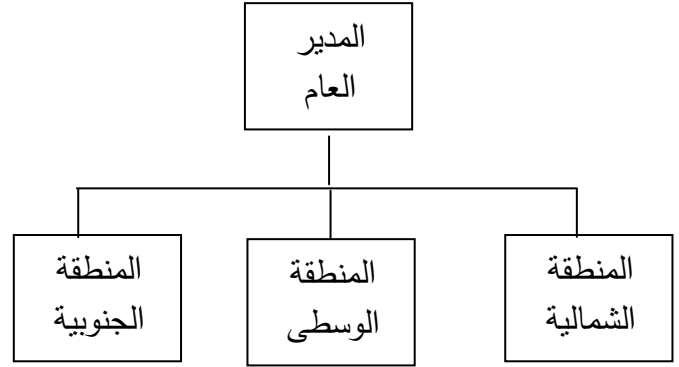 المدير
العام
المنطقة
الشمالية
المنطقة
الوسطى
المنطقة
الجنوبية